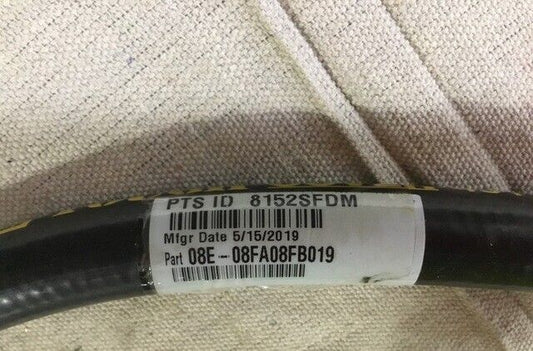 PTS ID 8152SFDM
Mfgr Date 5/15/2019
Part 08E-08FA08FB019